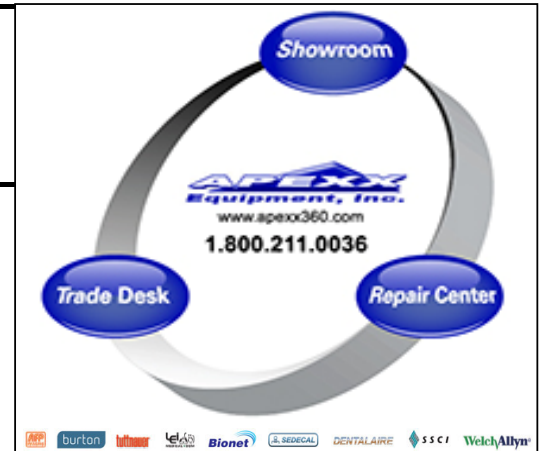 Showroom
APEXX
Equipment, Inc.
www.apexx360.com
1.800.211.0036
Trade Desk
Repair Center
AFP burton tuttnauer Bionet SEDECAL DENTALAIRE SSCI WelchAllyn